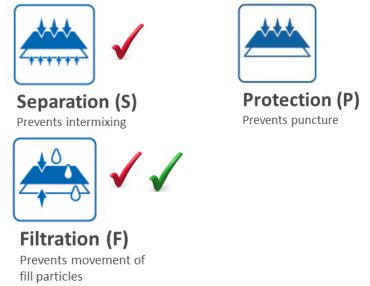 Separation (S)
Prevents intermixing
Protection (P)
Prevents puncture
Filtration (F)
Prevents movement of
fill particles